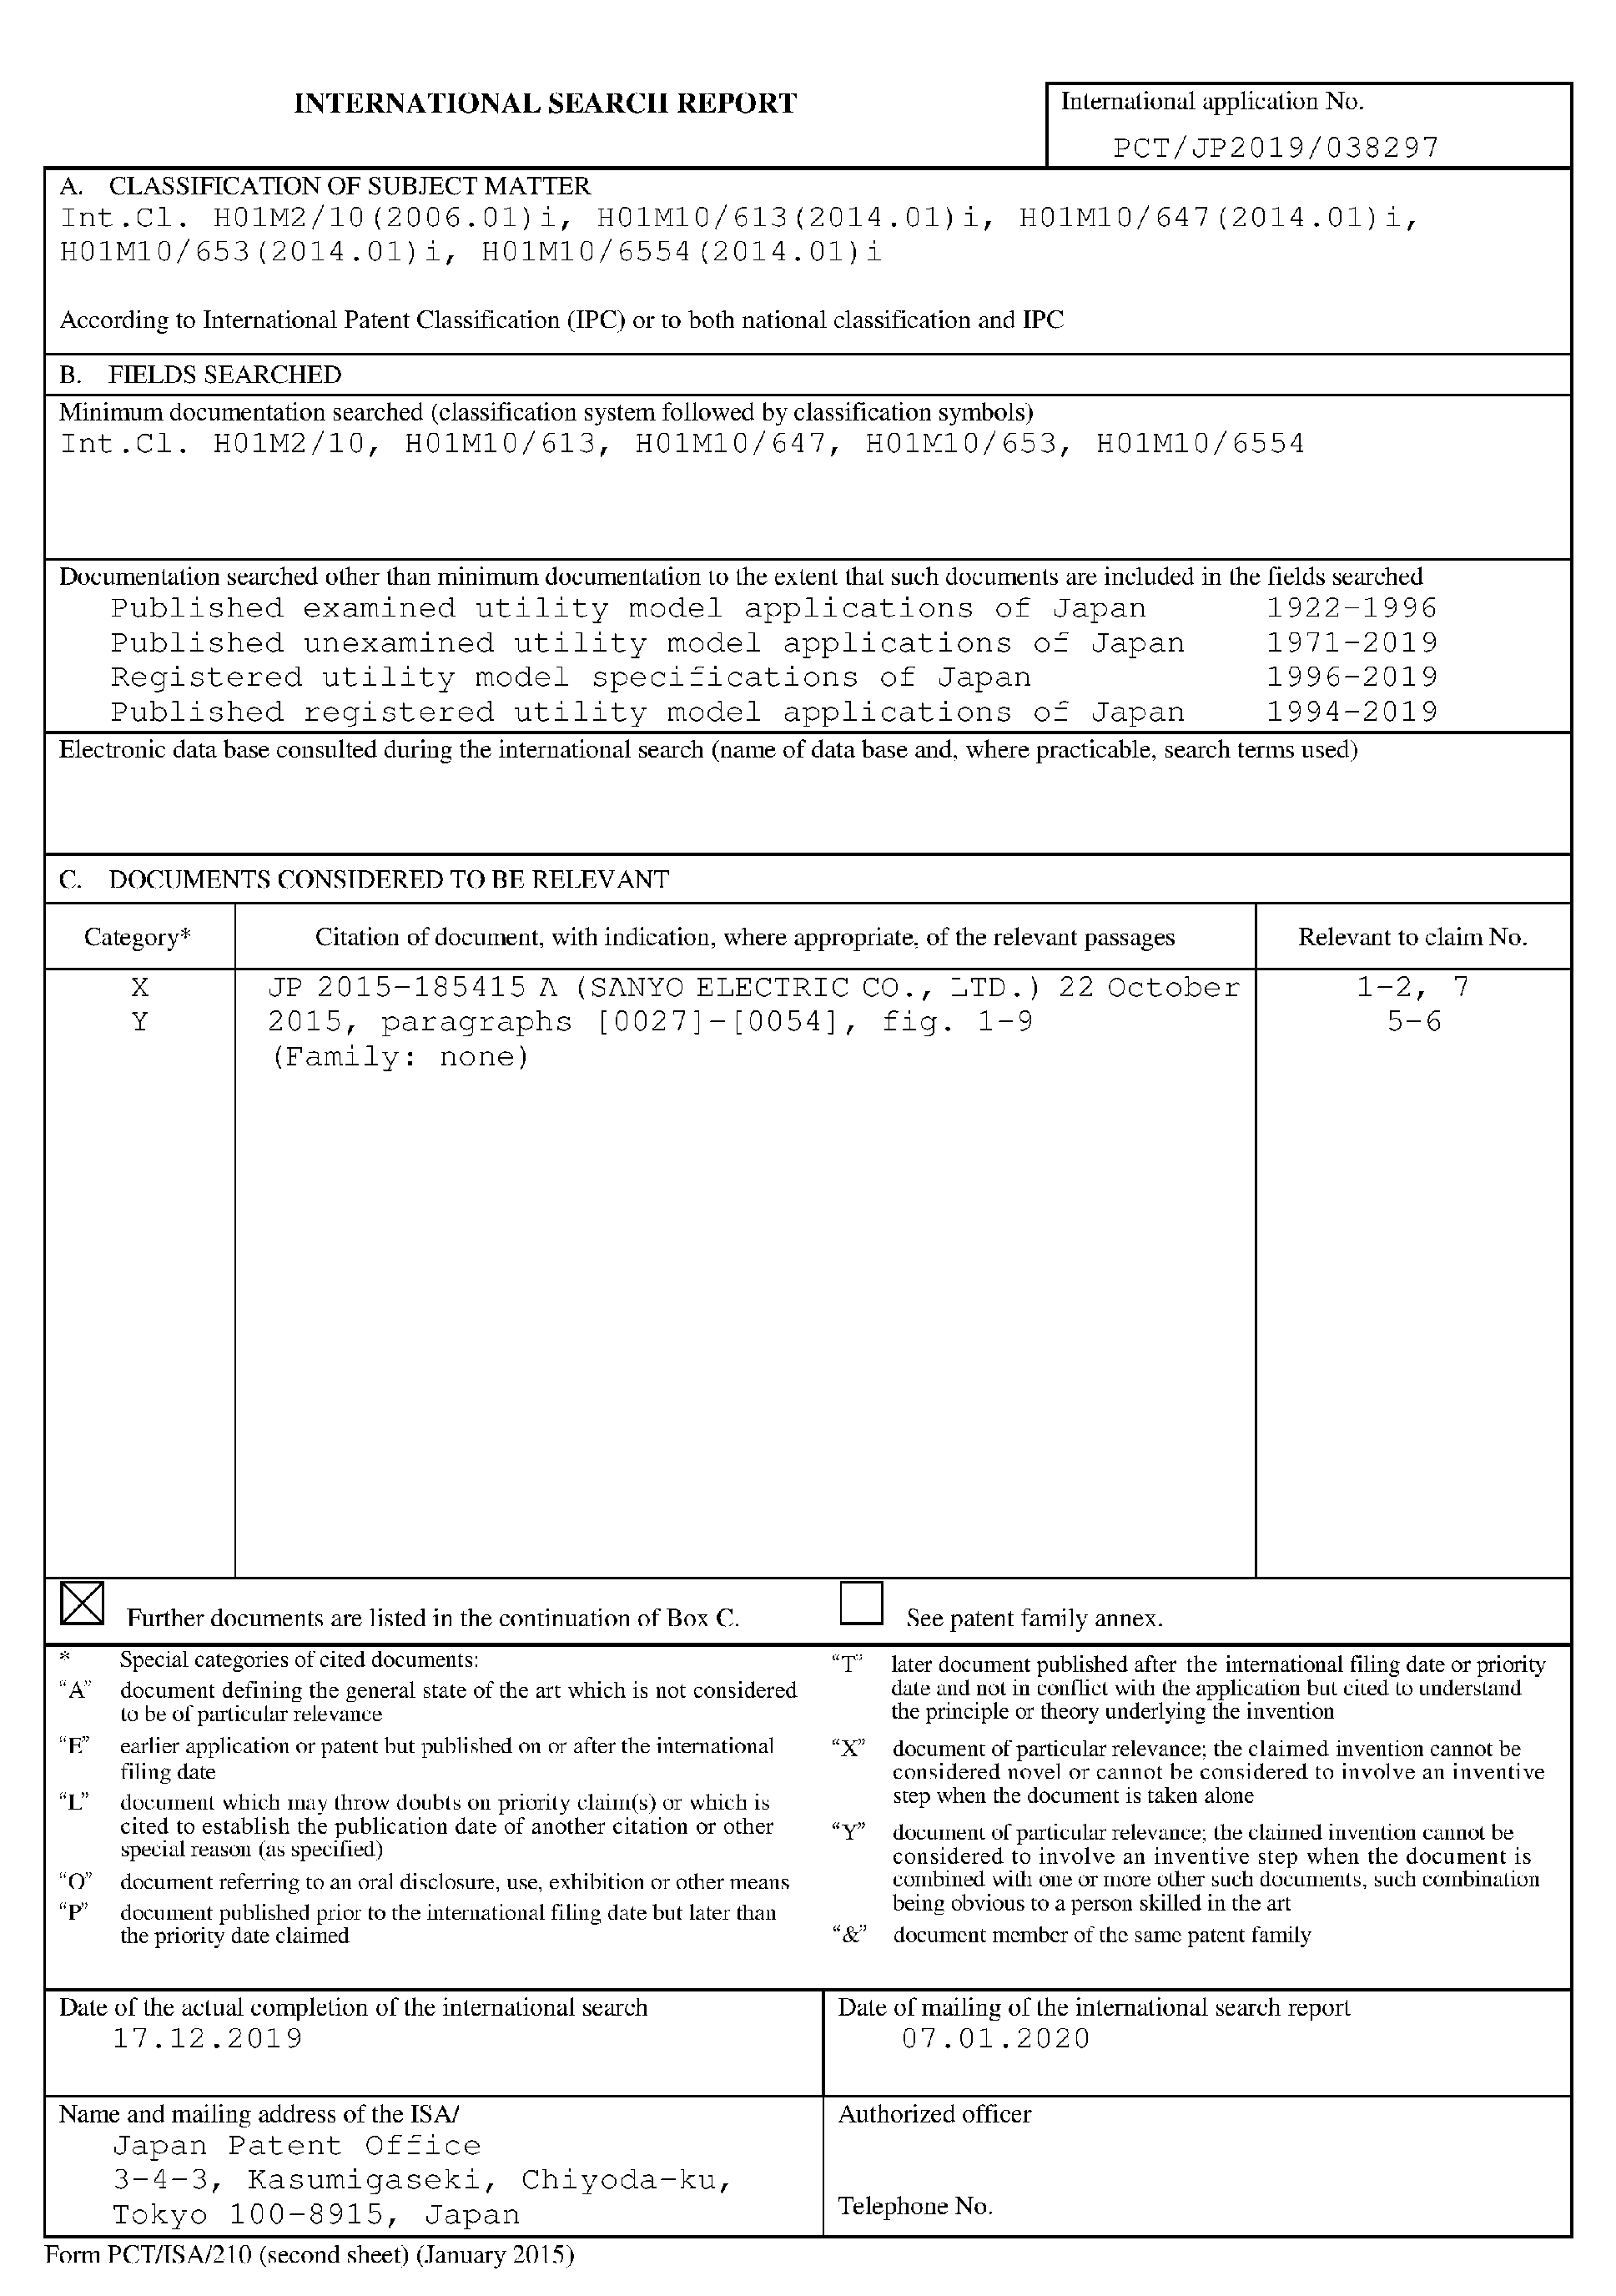 INTERNATIONAL SEARCH REPORT
International application No.
PCT/JP2019/038297
A. CLASSIFICATION OF SUBJECT MATTER
Int.Cl. H01M2/10(2006.01)i, H01M10/613(2014.01)i, H01M10/647(2014.01)i,
H01M10/653(2014.01)i, H01M10/6554(2014.01)i
According to International Patent Classification (IPC) or to both national classification and IPC
B. FIELDS SEARCHED
Minimum documentation searched (classification system followed by classification symbols)
Int.Cl. H01M2/10, H01M10/613, H01M10/647, H01M10/653, H01M10/6554
Documentation searched other than minimum documentation to the extent that such documents are included in the fields searched
Published examined utility model applications of Japan 1922-1996
Published unexamined utility model applications of Japan 1971-2019
Registered utility model specifications of Japan 1996-2019
Published registered utility model applications of Japan 1994-2019
Electronic data base consulted during the international search (name of data base and, where practicable, search terms used)
C. DOCUMENTS CONSIDERED TO BE RELEVANT
Category* Citation of document, with indication, where appropriate, of the relevant passages Relevant to claim No.
X JP 2015-185415 A (SANYO ELECTRIC CO., LTD.) 22 October 1-2, 7
Y 2015, paragraphs [0027]-[0054], fig. 1-9 5-6
(Family: none)
Further documents are listed in the continuation of Box C.
See patent family annex.
* Special categories of cited documents:
"A" document defining the general state of the art which is not considered
to be of particular relevance
"E" earlier application or patent but published on or after the international
filing date
"L" document which may throw doubts on priority claim(s) or which is
cited to establish the publication date of another citation or other
special reason (as specified)
"O" document referring to an oral disclosure, use, exhibition or other means
"P" document published prior to the international filing date but later than
the priority date claimed
"T" later document published after the international filing date or priority
date and not in conflict with the application but cited to understand
the principle or theory underlying the invention
"X" document of particular relevance; the claimed invention cannot be
considered novel or cannot be considered to involve an inventive
step when the document is taken alone
"Y" document of particular relevance; the claimed invention cannot be
considered to involve an inventive step when the document is
combined with one or more other such documents, such combination
being obvious to a person skilled in the art
"&" document member of the same patent family
Date of the actual completion of the international search
17.12.2019
Date of mailing of the international search report
07.01.2020
Name and mailing address of the ISA/
Japan Patent Office
3-4-3, Kasumigaseki, Chiyoda-ku,
Tokyo 100-8915, Japan
Authorized officer
Telephone No.
Form PCT/ISA/210 (second sheet) (January 2015)